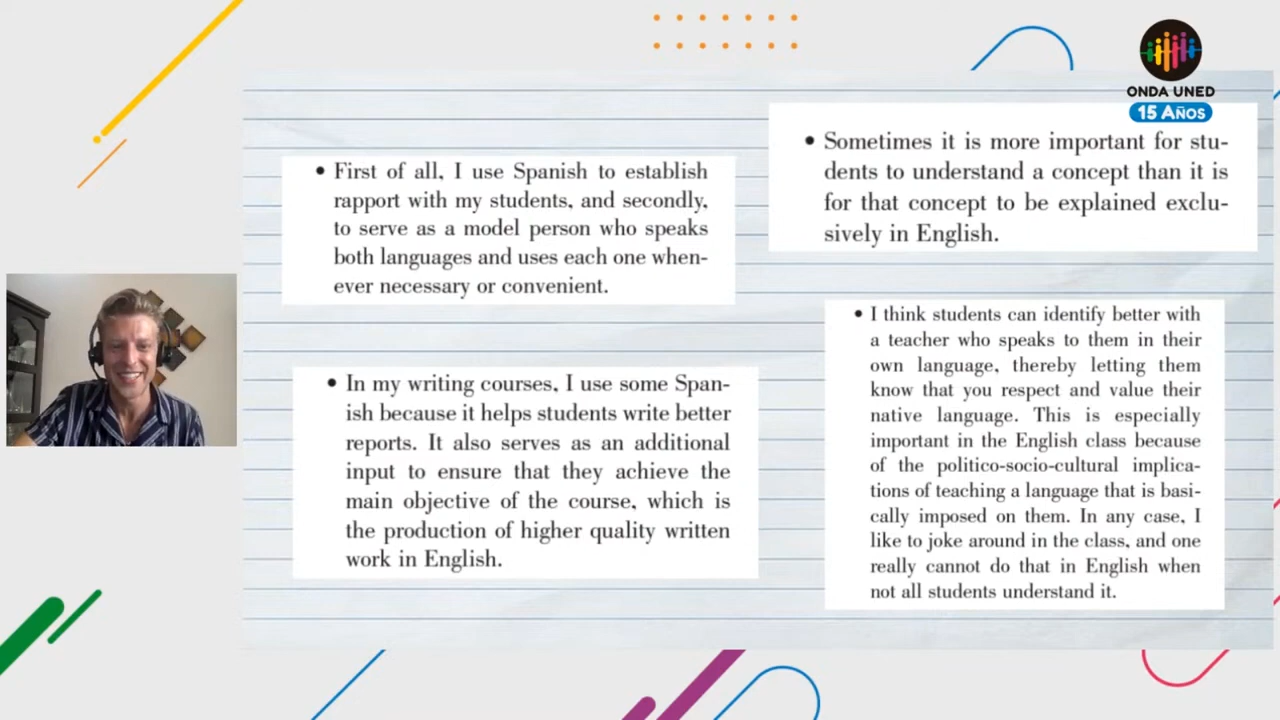 ONDA UNED
15 AÑOS
• First of all, I use Spanish to establish
rapport with my students, and secondly,
to serve as a model person who speaks
both languages and uses each one when-
ever necessary or convenient.
• Sometimes it is more important for stu-
dents to understand a concept than it is
for that concept to be explained exclu-
sively in English.
• In my writing courses, I use some Span-
ish because it helps students write better
reports. It also serves as an additional
input to ensure that they achieve the
main objective of the course, which is
the production of higher quality written
work in English.
• I think students can identify better with
a teacher who speaks to them in their
own language, thereby letting them
know that you respect and value their
native language. This is especially
important in the English class because
of the politico-socio-cultural implica-
tions of teaching a language that is basi-
cally imposed on them. In any case, I
like to joke around in the class, and one
really cannot do that in English when
not all students understand it.